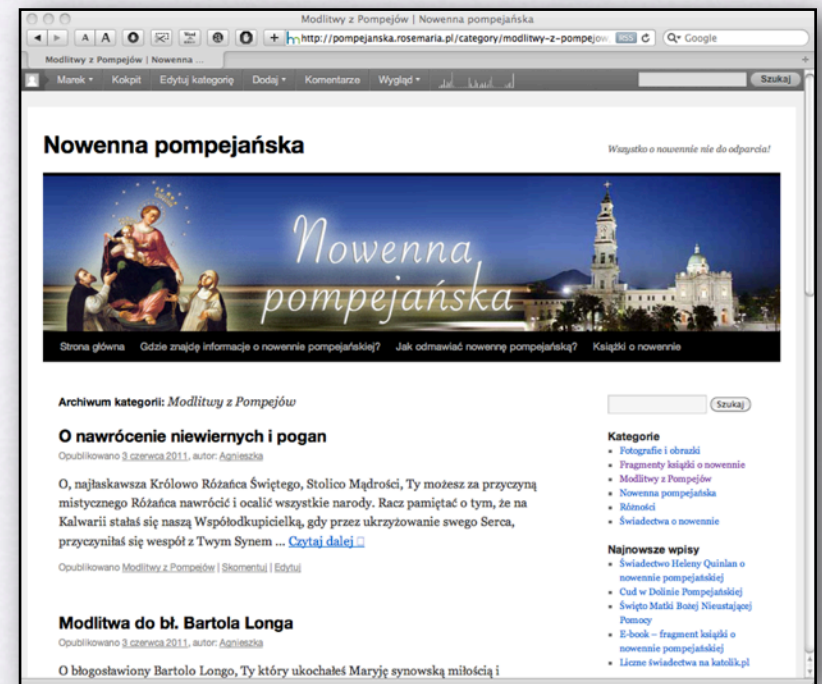 Modlitwy z Pompejów | Nowenna pompejańska
A A
http://pompejanska.rosemaria.pl/category/modlitwy-z-pompejow RSS Google
Modlitwy z Pompejów | Nowenna ...
Marek Kokpit Edytuj kategorię Dodaj Komentarze Wygląd Szukaj
Nowenna pompejańska
Wszystko o nowennie nie do odparcia!
Nowenna
pompejańska
Strona główna Gdzie znajdę informacje o nowennie pompejańskiej? Jak odmawiać nowennę pompejańską? Książki o nowennie
Archiwum kategorii: Modlitwy z Pompejów
O nawrócenie niewiernych i pogan
Opublikowano 3 czerwca 2011, autor: Agnieszka
O, najłaskawsza Królowo Różańca Świętego, Stolico Mądrości, Ty możesz za przyczyną
mistycznego Różańca nawrócić i ocalić wszystkie narody. Racz pamiętać o tym, że na
Kalwarii stałaś się naszą Współodkupicielką, gdy przez ukrzyżowanie swego Serca,
przyczyniłaś się wespół z Twym Synem ... Czytaj dalej
Opublikowano Modlitwy z Pompejów | Skomentuj | Edytuj
Modlitwa do bł. Bartola Longa
Opublikowano 3 czerwca 2011, autor: Agnieszka
O błogosławiony Bartolo Longo, Ty który ukochałeś Maryję synowską miłością i
Szukaj
Kategorie
Fotografie i obrazki
Fragmenty książki o nowennie
Modlitwy z Pompejów
Nowenna pompejańska
Różności
Świadectwa o nowennie
Najnowsze wpisy
Świadectwo Heleny Quinlan o
nowennie pompejańskiej
Cud w Dolinie Pompejańskiej
Święto Matki Bożej Nieustającej
Pomocy
E-book – fragment książki o
nowennie pompejańskiej
Liczne świadectwa na katolik.pl